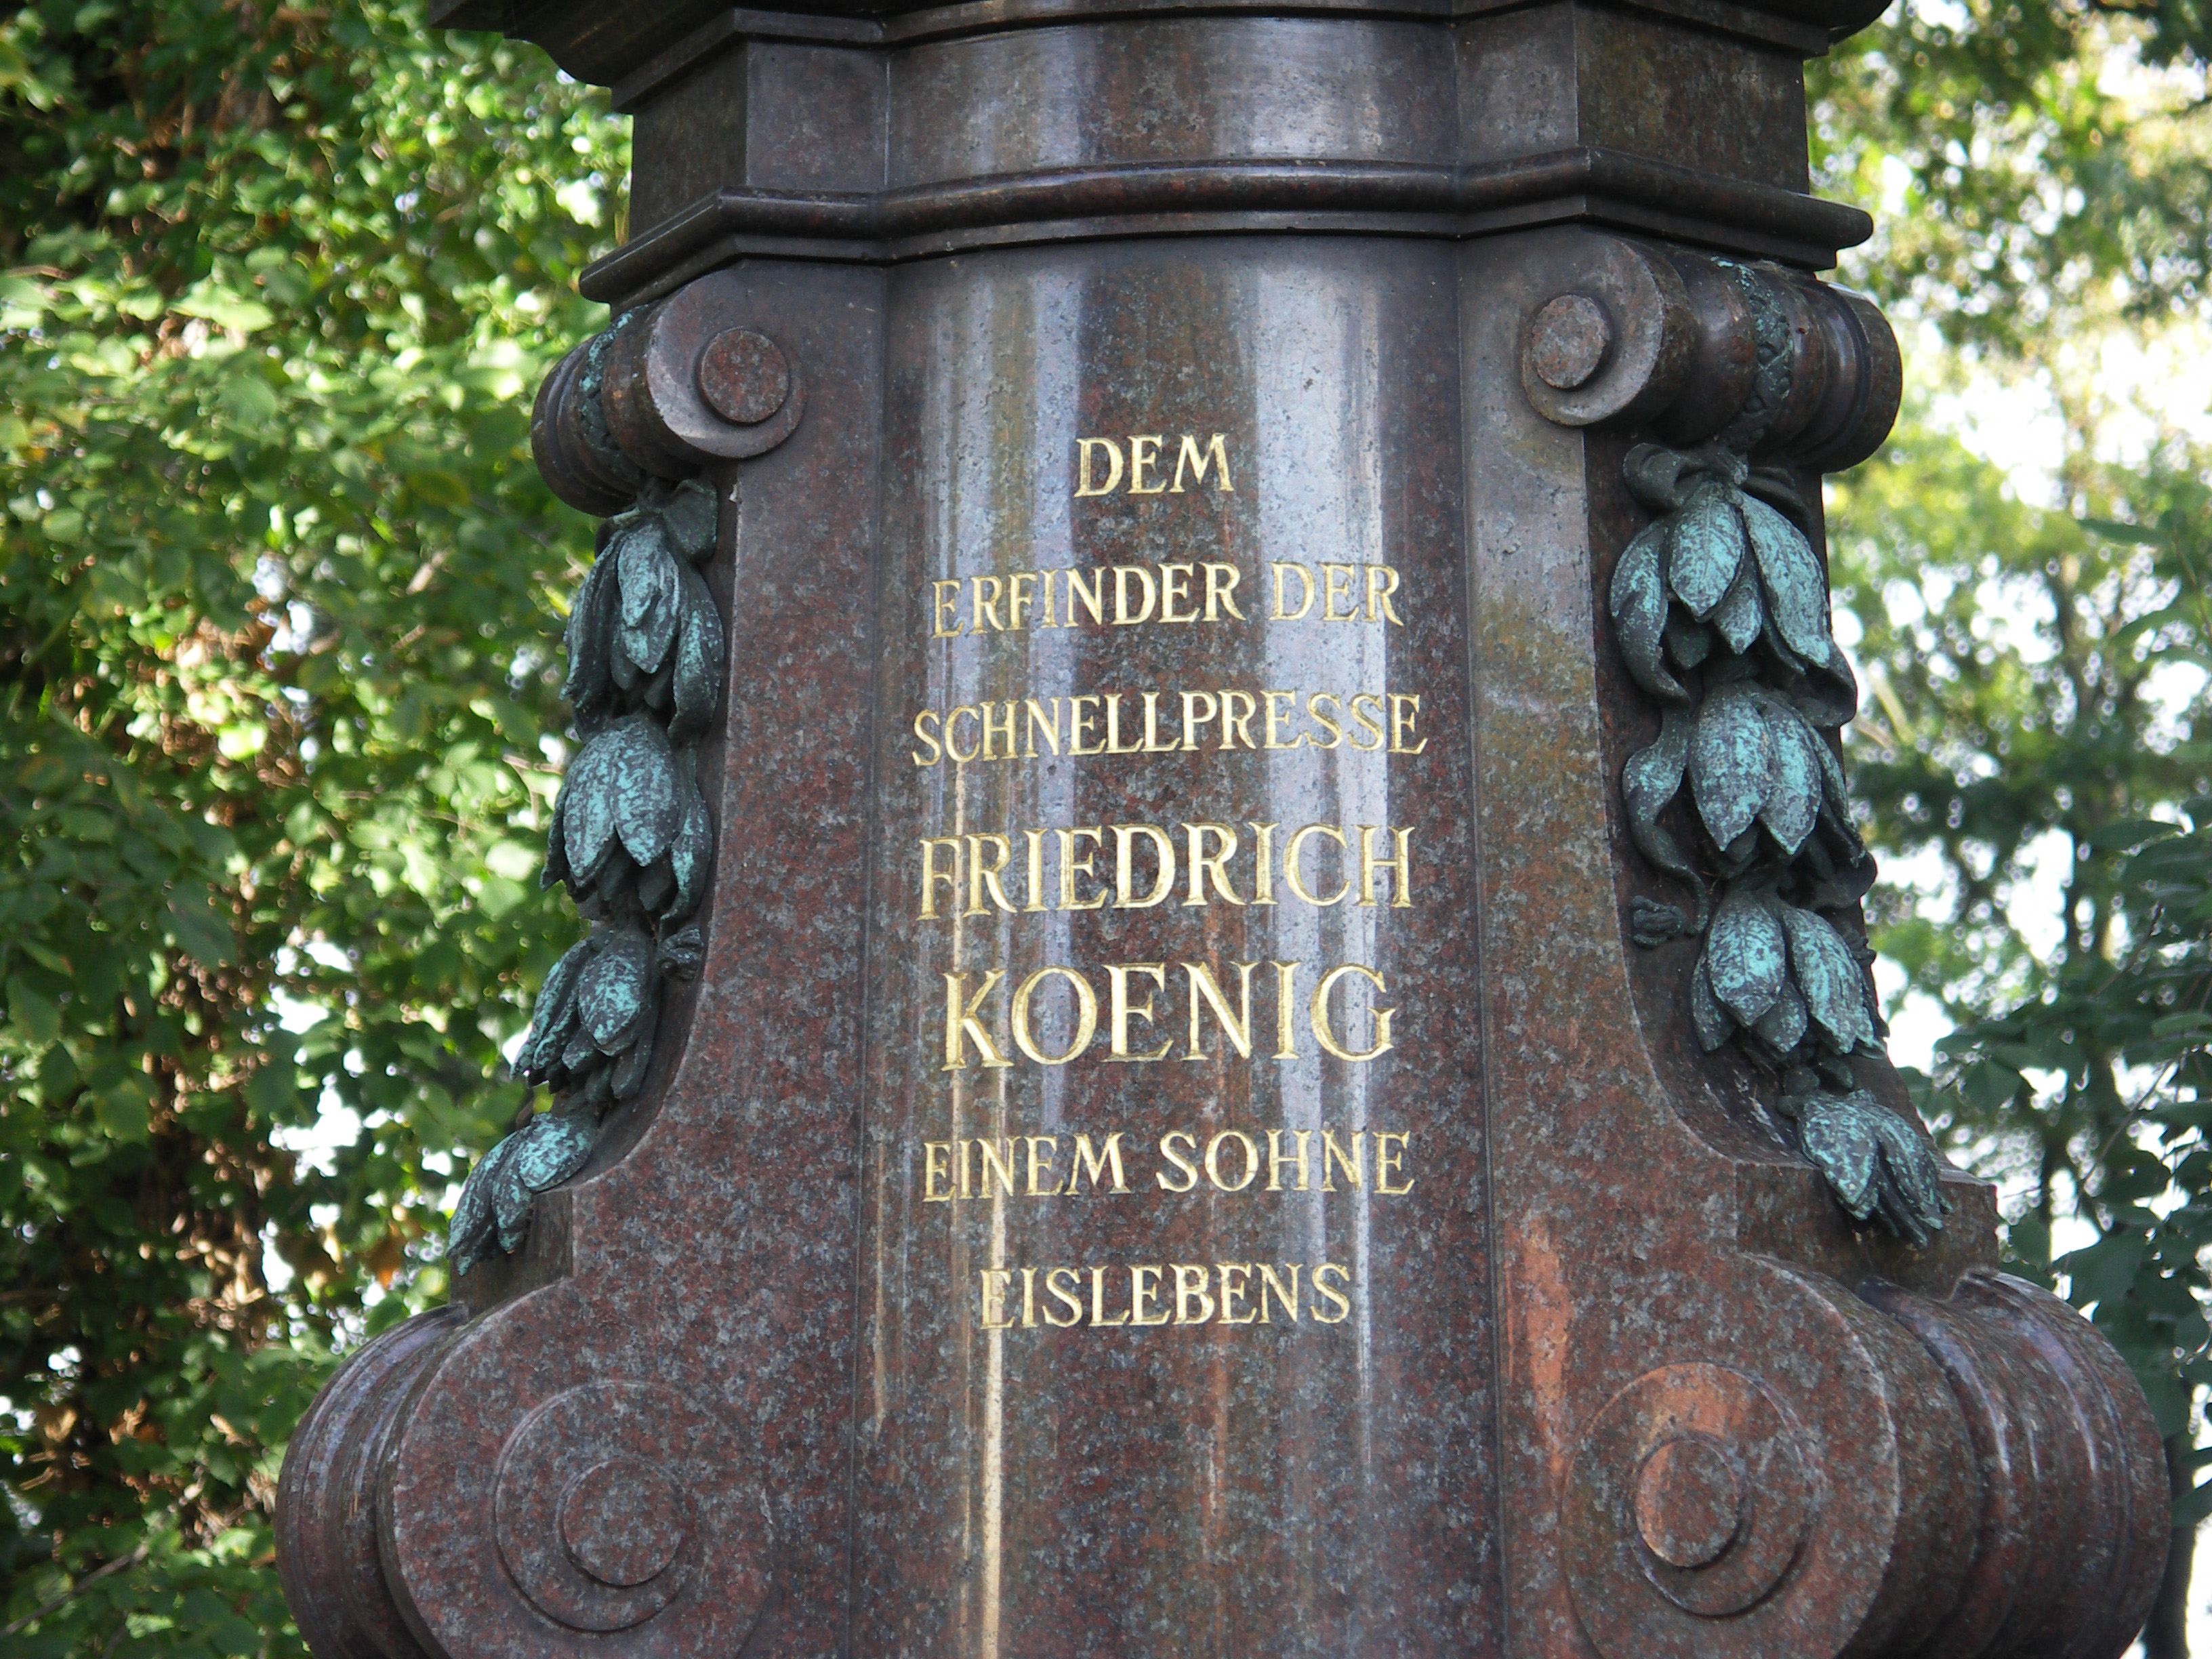 DEM
ERFINDER DER
SCHNELLPRESSE
FRIEDRICH
KOENIG
EINEM SOHNE
EISLEBENS